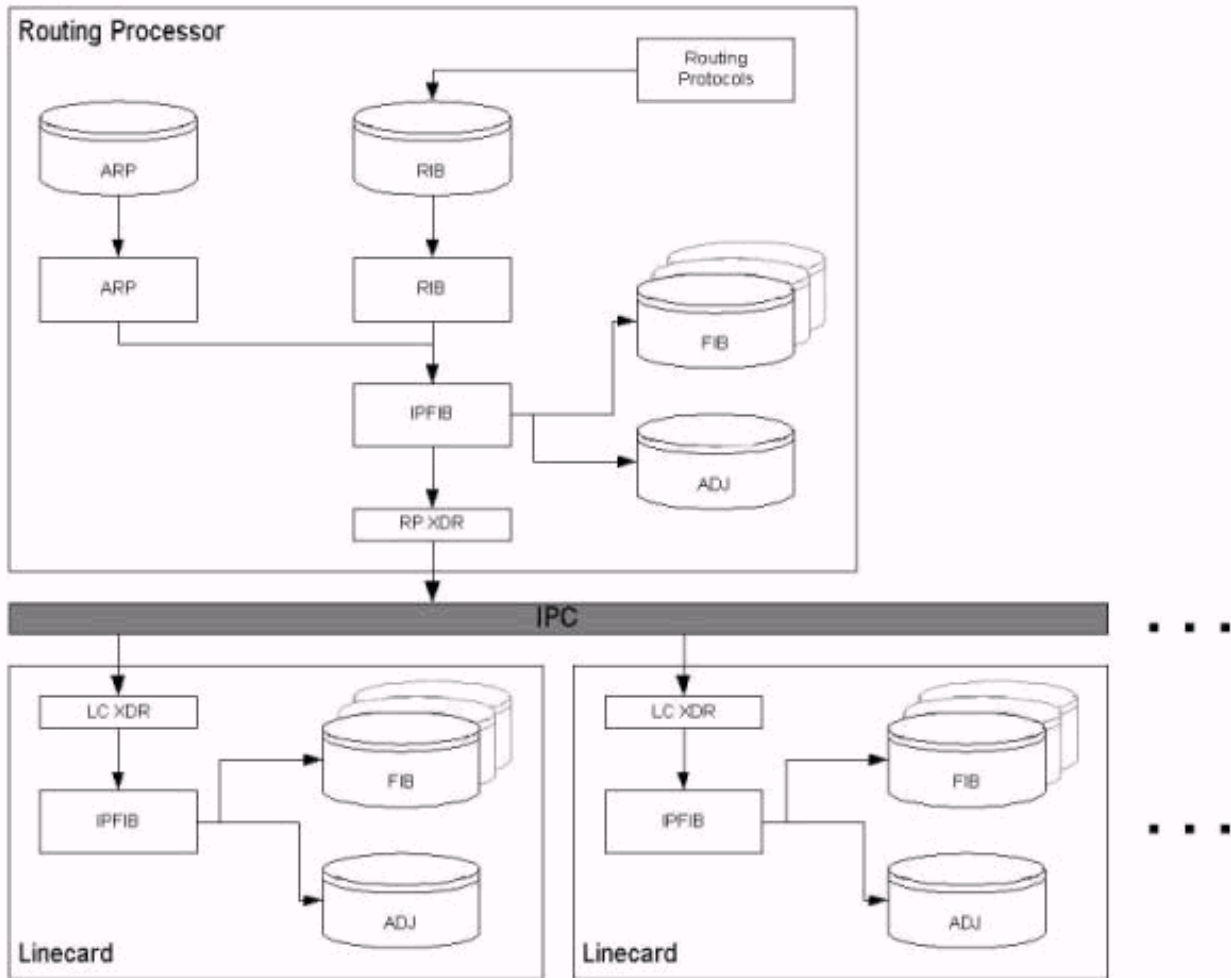 Routing Processor
Routing
Protocols
ARP
RIB
ARP
RIB
FIB
IPFIB
ADJ
RP XDR
IPC
LC XDR
LC XDR
FIB
FIB
IPFIB
IPFIB
ADJ
ADJ
Linecard
Linecard